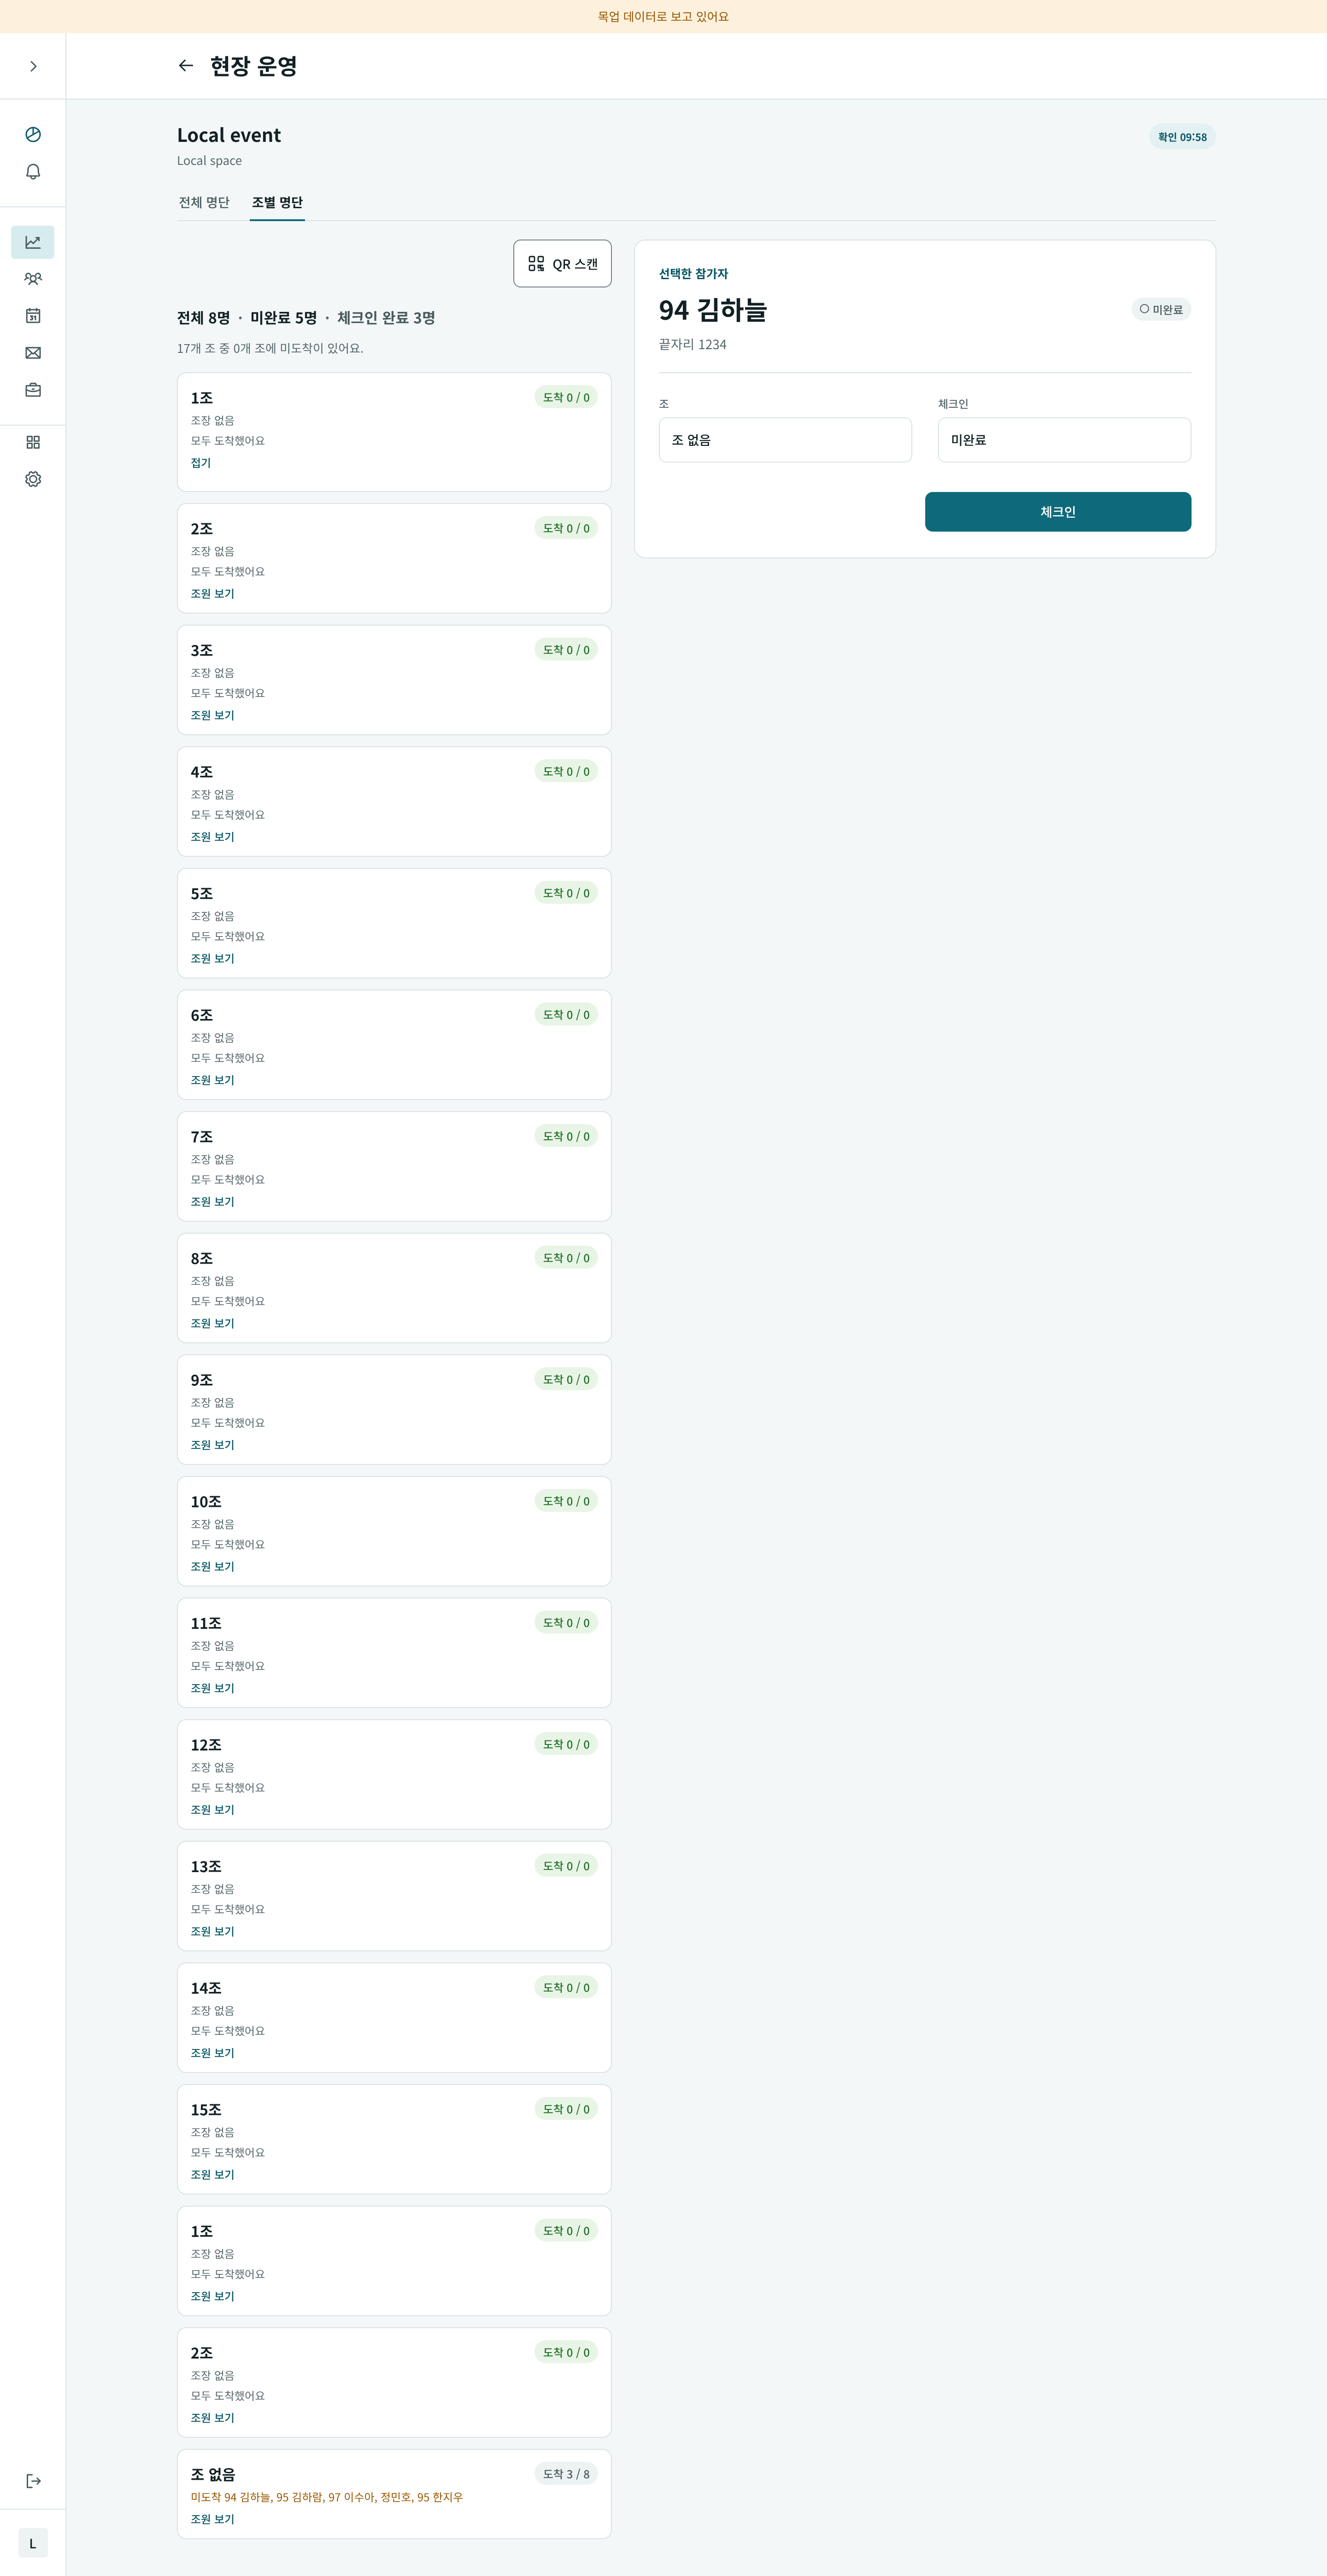 목업 데이터로 보고 있어요
현장 운영
Local event
확인 09:58
Local space
전체 명단 조별 명단
31
QR 스캔
전체 8명 · 미완료 5명 · 체크인 완료 3명
17개 조 중 0개 조에 미도착이 있어요.
1조 도착 0 / 0
조장 없음
모두 도착했어요
접기
2조 도착 0 / 0
조장 없음
모두 도착했어요
조원 보기
3조 도착 0 / 0
조장 없음
모두 도착했어요
조원 보기
4조 도착 0 / 0
조장 없음
모두 도착했어요
조원 보기
5조 도착 0 / 0
조장 없음
모두 도착했어요
조원 보기
6조 도착 0 / 0
조장 없음
모두 도착했어요
조원 보기
7조 도착 0 / 0
조장 없음
모두 도착했어요
조원 보기
8조 도착 0 / 0
조장 없음
모두 도착했어요
조원 보기
9조 도착 0 / 0
조장 없음
모두 도착했어요
조원 보기
10조 도착 0 / 0
조장 없음
모두 도착했어요
조원 보기
11조 도착 0 / 0
조장 없음
모두 도착했어요
조원 보기
12조 도착 0 / 0
조장 없음
모두 도착했어요
조원 보기
13조 도착 0 / 0
조장 없음
모두 도착했어요
조원 보기
14조 도착 0 / 0
조장 없음
모두 도착했어요
조원 보기
15조 도착 0 / 0
조장 없음
모두 도착했어요
조원 보기
1조 도착 0 / 0
조장 없음
모두 도착했어요
조원 보기
2조 도착 0 / 0
조장 없음
모두 도착했어요
조원 보기
조 없음 도착 3 / 8
미도착 94 김하늘, 95 김하람, 97 이수아, 정민호, 95 한지우
조원 보기
선택한 참가자
94 김하늘
미완료
끝자리 1234
조 체크인
조 없음 미완료
체크인
L